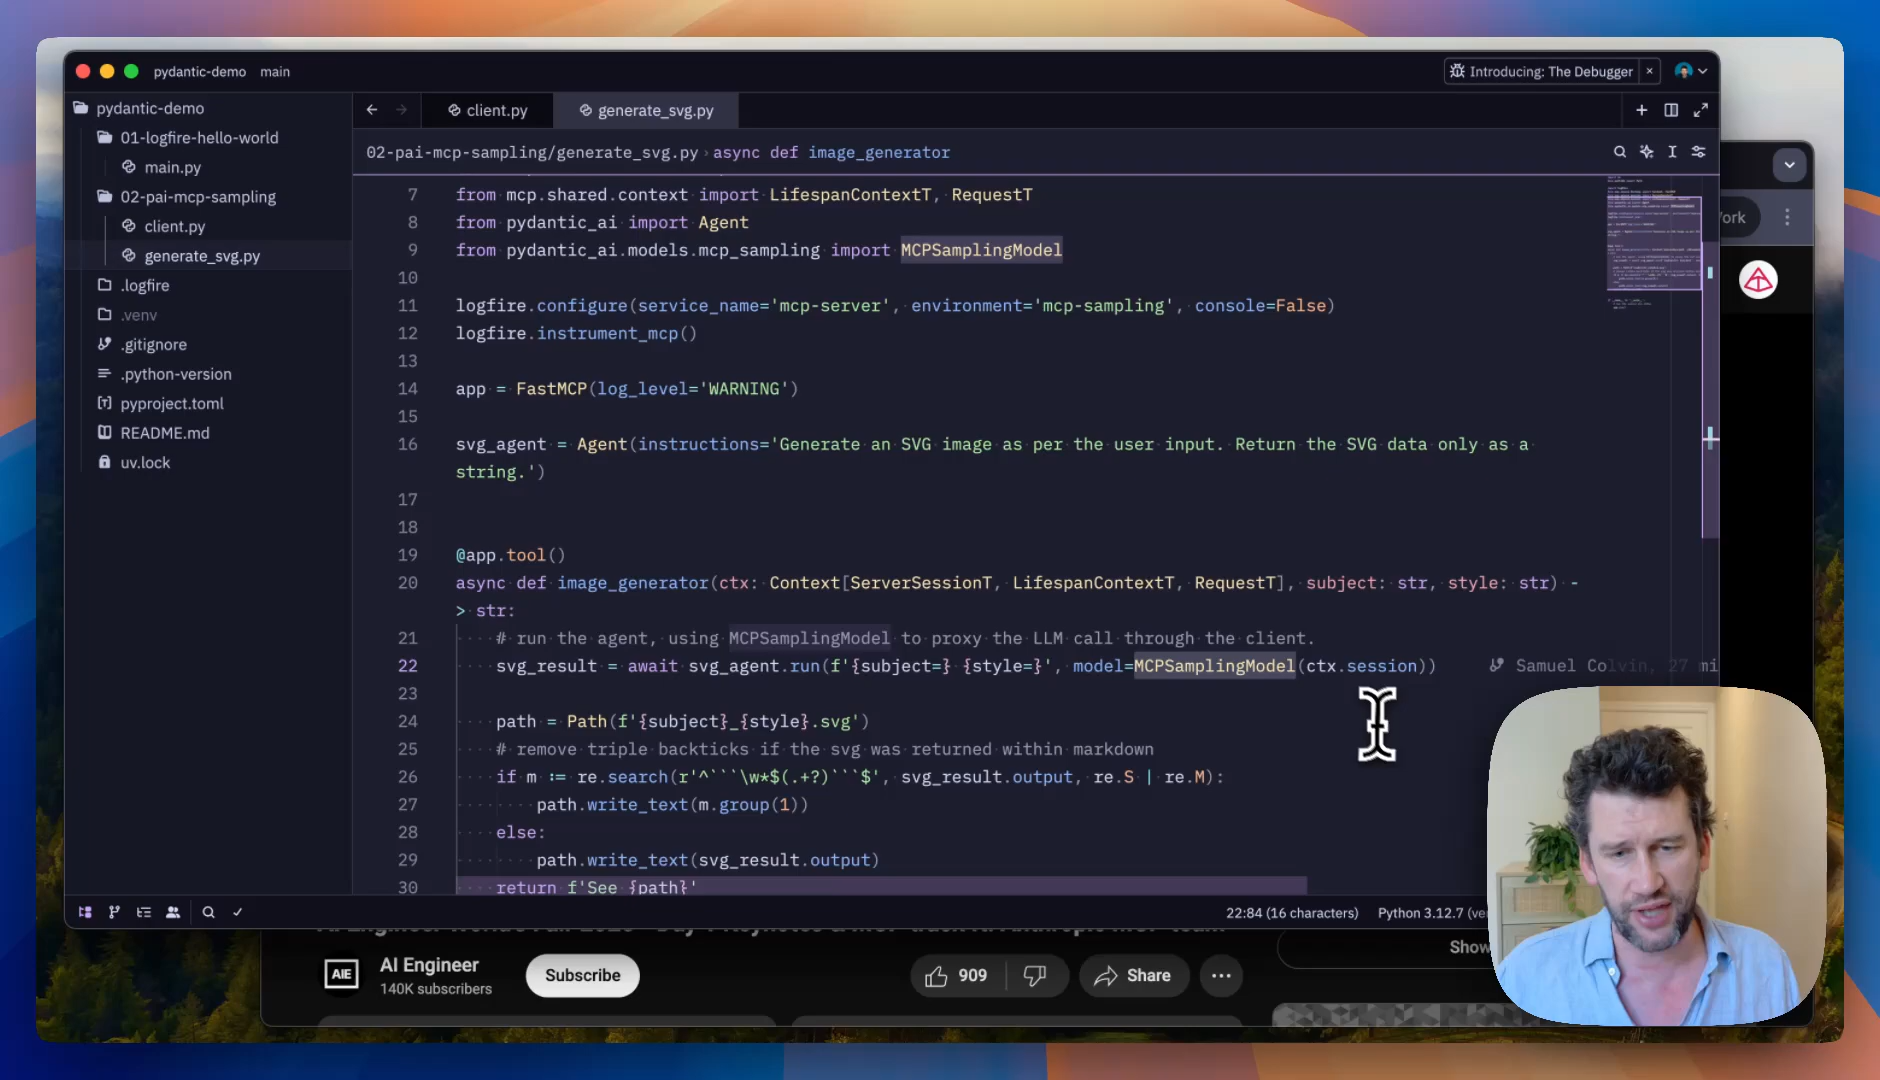 pydantic-demo main
Introducing: The Debugger ×
pydantic-demo
01-logfire-hello-world
main.py
02-pai-mcp-sampling
client.py
generate_svg.py
.logfire
.venv
.gitignore
.python-version
pyproject.toml
README.md
uv.lock
client.py generate_svg.py
02-pai-mcp-sampling/generate_svg.py › async def image_generator
7 from mcp.shared.context import LifespanContextT, RequestT
8 from pydantic_ai import Agent
9 from pydantic_ai.models.mcp_sampling import MCPSamplingModel
10
11 logfire.configure(service_name='mcp-server', environment='mcp-sampling', console=False)
12 logfire.instrument_mcp()
13
14 app = FastMCP(log_level='WARNING')
15
16 svg_agent = Agent(instructions='Generate an SVG image as per the user input. Return the SVG data only as a
string.')
17
18
19 @app.tool()
20 async def image_generator(ctx: Context[ServerSessionT, LifespanContextT, RequestT], subject: str, style: str) -
> str:
21 # run the agent, using MCPSamplingModel to proxy the LLM call through the client.
22 svg_result = await svg_agent.run(f'{subject=} {style=}', model=MCPSamplingModel(ctx.session)) Samuel Colvin, 27 mi
23
24 path = Path(f'{subject}_{style}.svg')
25 # remove triple backticks if the svg was returned within markdown
26 if m := re.search(r'^```\w*$(.+?)```$', svg_result.output, re.S | re.M):
27 path.write_text(m.group(1))
28 else:
29 path.write_text(svg_result.output)
30 return f'See {path}'
22:84 (16 characters) Python 3.12.7 (ve
ork
AIE
AI Engineer
140K subscribers
Subscribe
909
Share
Show